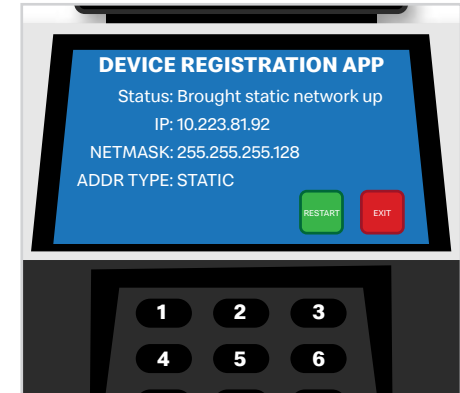 DEVICE REGISTRATION APP
Status: Brought static network up
IP: 10.223.81.92
NETMASK: 255.255.255.128
ADDR TYPE: STATIC
RESTART EXIT
1 2 3
4 5 6